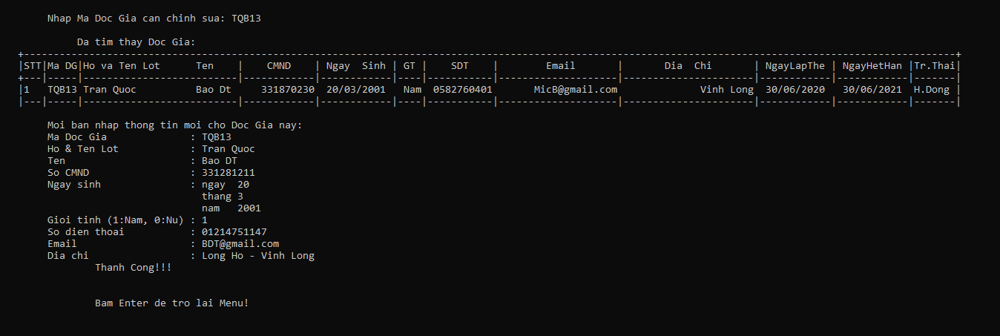 Nhap Ma Doc Gia can chinh sua: TQB13
Da tim thay Doc Gia:
+-----------------------------------------------------------------------------------------------------------------------------------------------------------+
|STT|Ma DG|Ho va Ten Lot      Ten    |    CMND    | Ngay  Sinh | GT |    SDT    |        Email       |       Dia  Chi       | NgayLapThe | NgayHetHan |Tr.Thai|
+---|-----|--------------------------|------------|------------|----|-----------|--------------------|----------------------|------------|------------|-------|
|1   TQB13 Tran Quoc          Bao Dt |   331870230  20/03/2001   Nam  0582760401       MicB@gmail.com              Vinh Long| 30/06/2020 | 30/06/2021 |H.Dong |
|---|-----|--------------------------|------------|------------|----|-----------|--------------------|----------------------|------------|------------|-------|
Moi ban nhap thong tin moi cho Doc Gia nay:
Ma Doc Gia              : TQB13
Ho & Ten Lot            : Tran Quoc
Ten                     : Bao DT
So CMND                 : 331281211
Ngay sinh               : ngay  20
thang 3
nam   2001
Gioi tinh (1:Nam, 0:Nu) : 1
So dien thoai           : 01214751147
Email                   : BDT@gmail.com
Dia chi                 : Long Ho - Vinh Long
Thanh Cong!!!
Bam Enter de tro lai Menu!